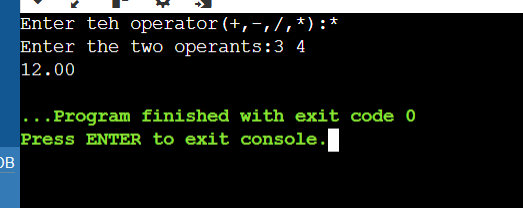 Enter teh operator(+,-,/,*):*
Enter the two operants:3 4
12.00
...Program finished with exit code 0
Press ENTER to exit console.
DB